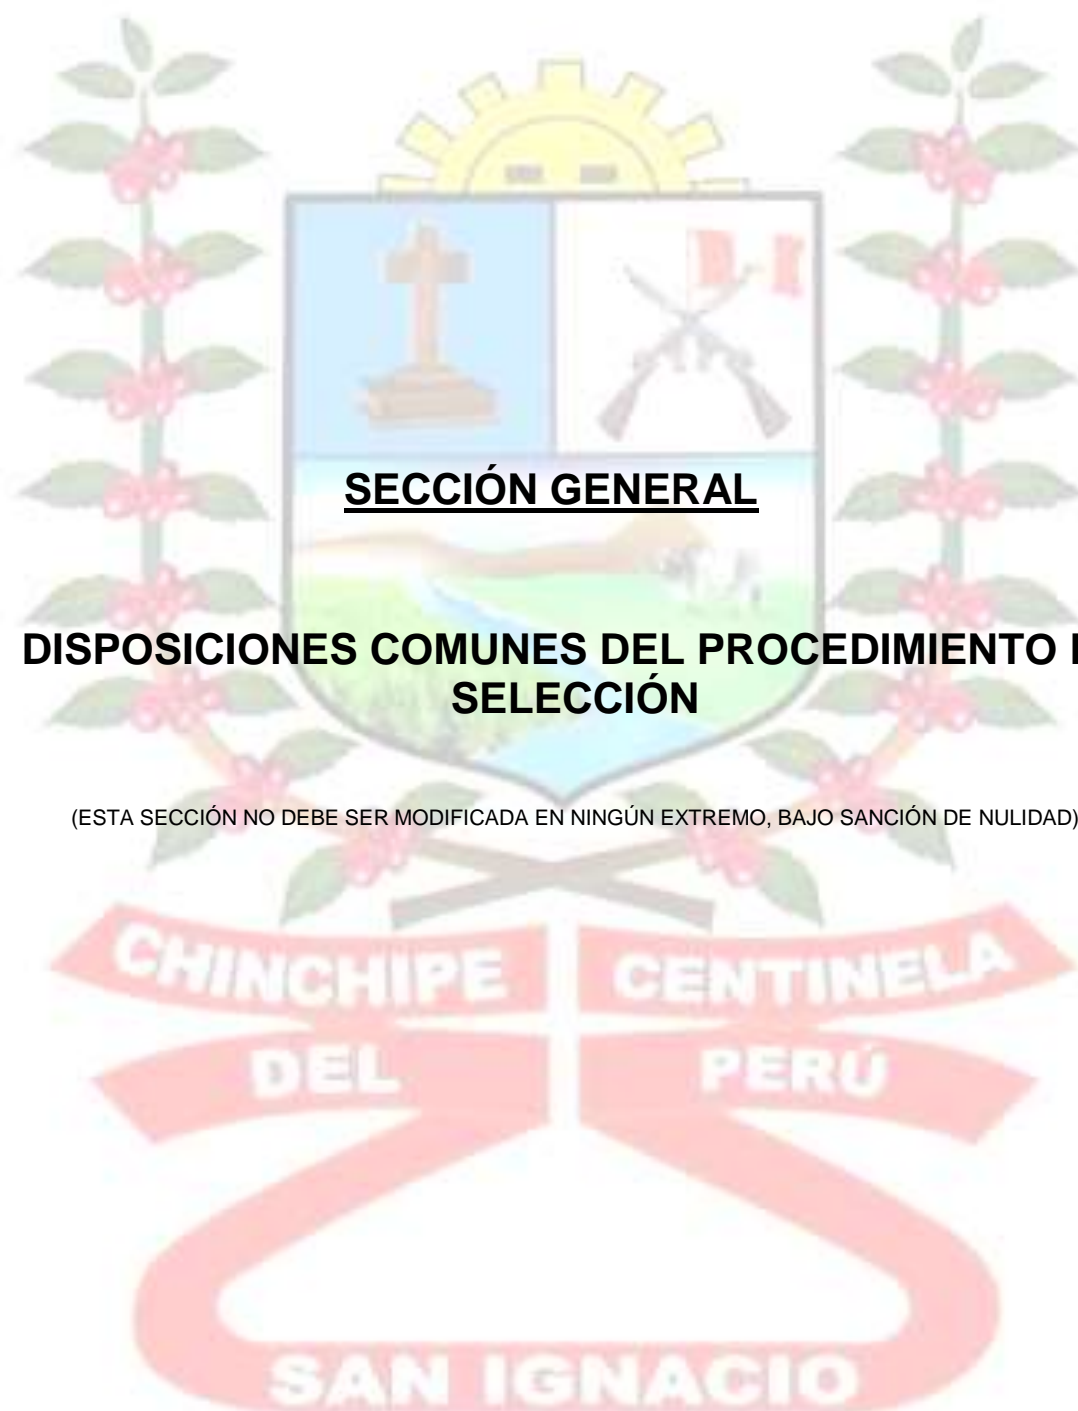 SECCIÓN GENERAL
DISPOSICIONES COMUNES DEL PROCEDIMIENTO
SELECCIÓN
(ESTA SECCIÓN NO DEBE SER MODIFICADA EN NINGÚN EXTREMO, BAJO SANCIÓN DE NULIDAD)
CHINCHIPE CENTINELA
DEL PERÚ
SAN IGNACIO